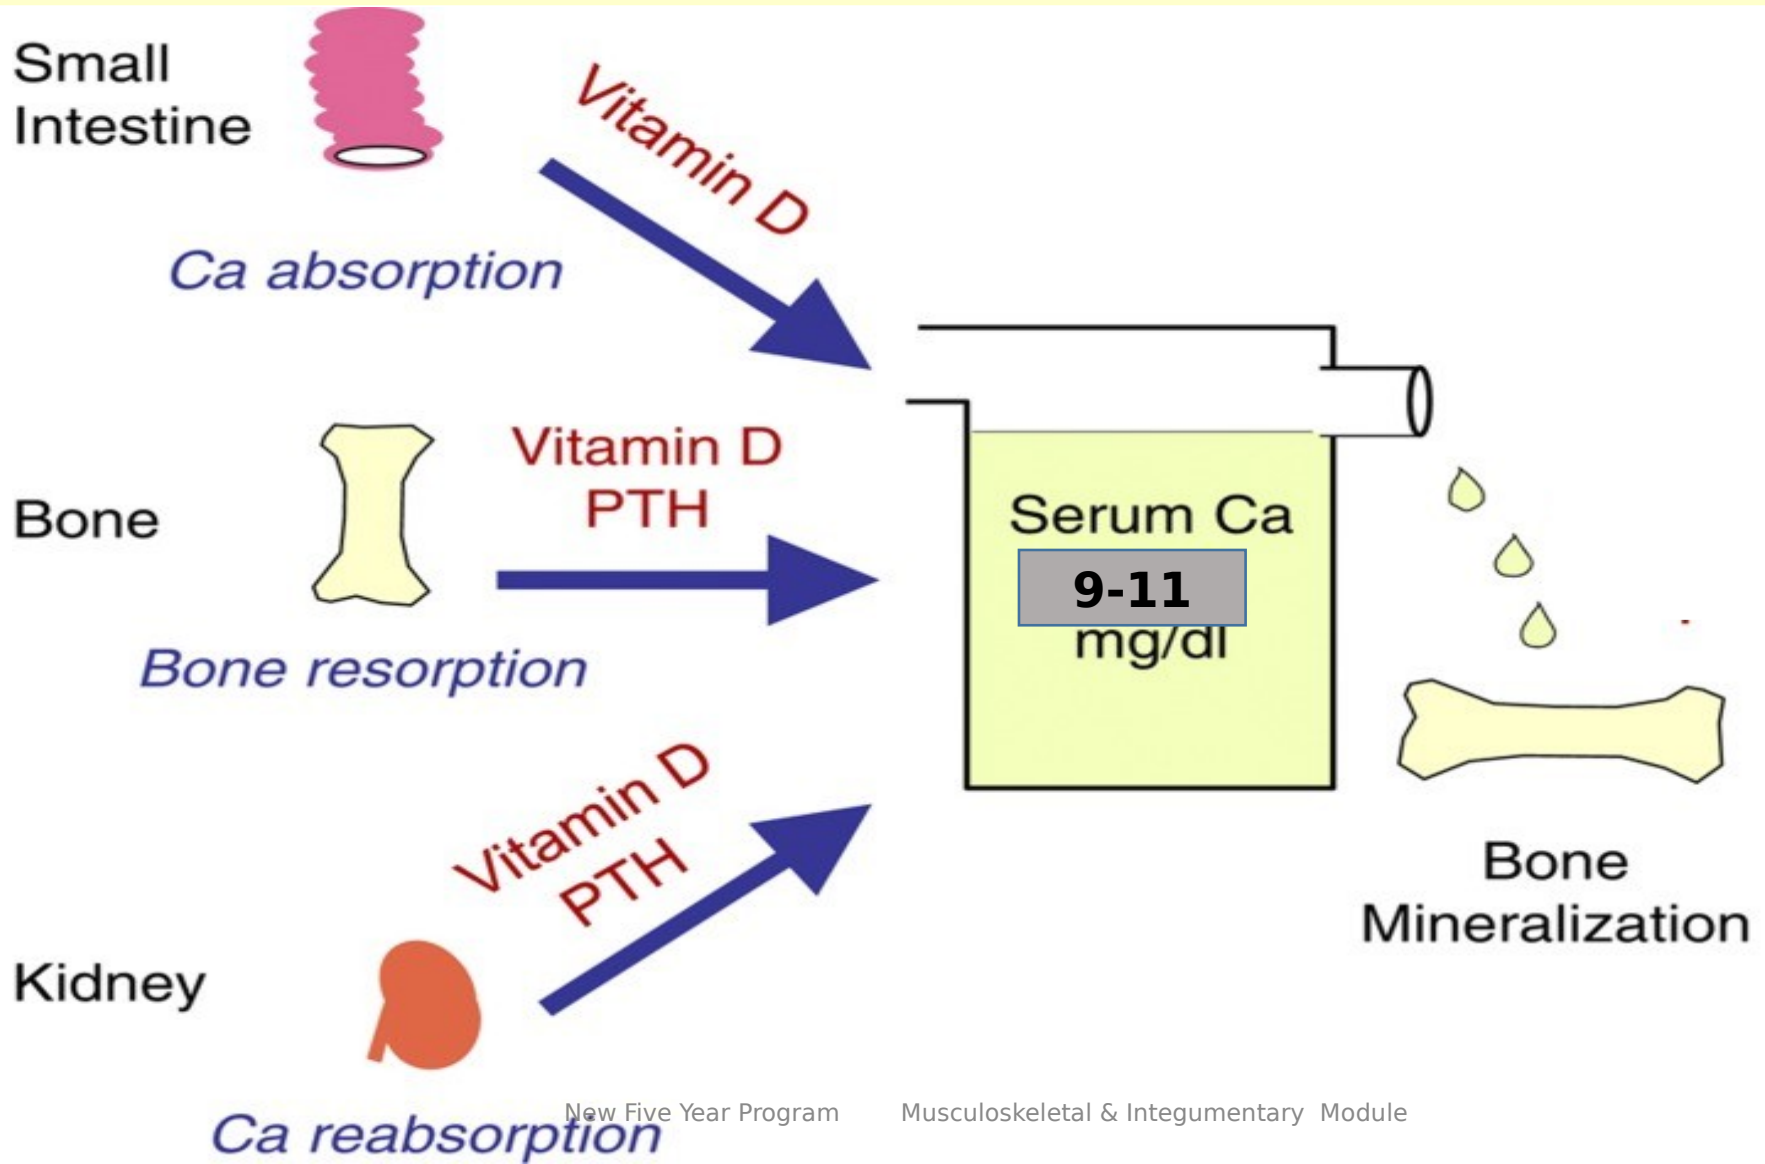 Small
Intestine
Vitamin D
Ca absorption
Vitamin D
PTH
Bone
Bone resorption
Serum Ca
9-11
mg/dl
Vitamin D
PTH
Kidney
Ca reabsorption
Bone
Mineralization
New Five Year Program Musculoskeletal & Integumentary Module